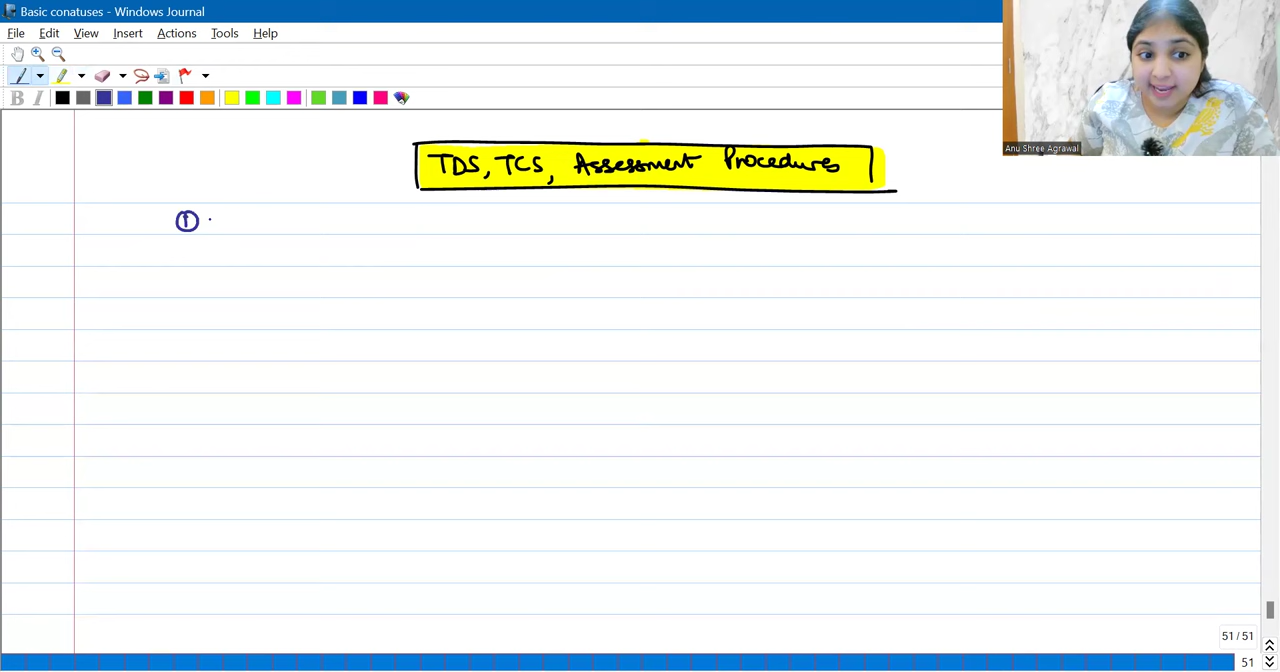 Basic conatuses - Windows Journal
File Edit View Insert Actions Tools Help
B I
Anu Shree Agrawal
TDS, TCS, Assessment Procedures
①
51 / 51
51